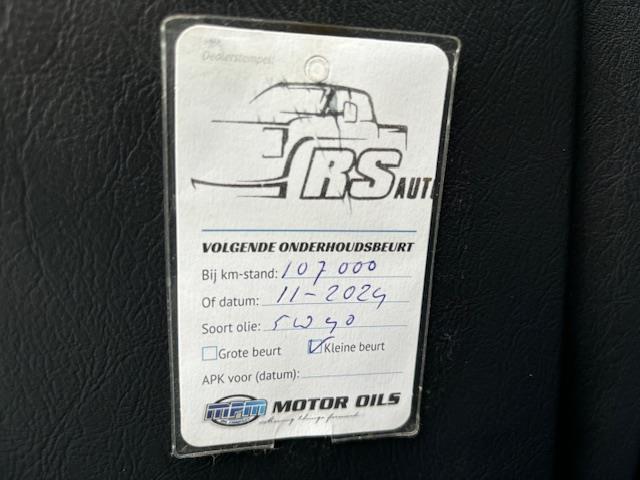 Dealerstempel:
RS AUT
VOLGENDE ONDERHOUDSBEURT
Bij km-stand: 107000
Of datum: 11-2024
Soort olie: 5W40
Grote beurt Kleine beurt
APK voor (datum):
MPM MOTOR OILS